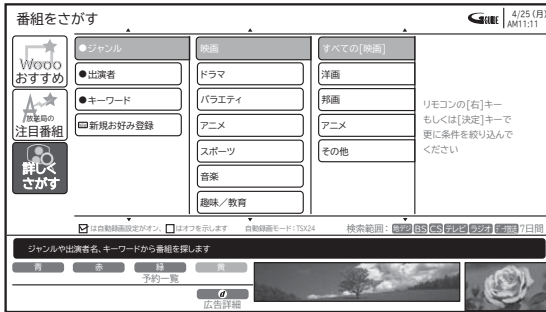 番組をさがす
GGUIDE
4/25(月)
AM11:11
Wooo
おすすめ
放送局の
注目番組
詳しく
さがす
●ジャンル
●出演者
●キーワード
新規お好み登録
映画
ドラマ
バラエティ
アニメ
スポーツ
音楽
趣味／教育
すべての[映画]
洋画
邦画
アニメ
その他
リモコンの[右]キー
もしくは[決定]キーで
更に条件を絞り込んで
ください
は自動録画設定がオン、 はオフを示します 自動録画モード：TSX24 検索範囲： 地デジ BS CS テレビ ラジオ データ放送 7日間
ジャンルや出演者名、キーワードから番組を探します
青 赤 緑 黄
予約一覧
d
広告詳細